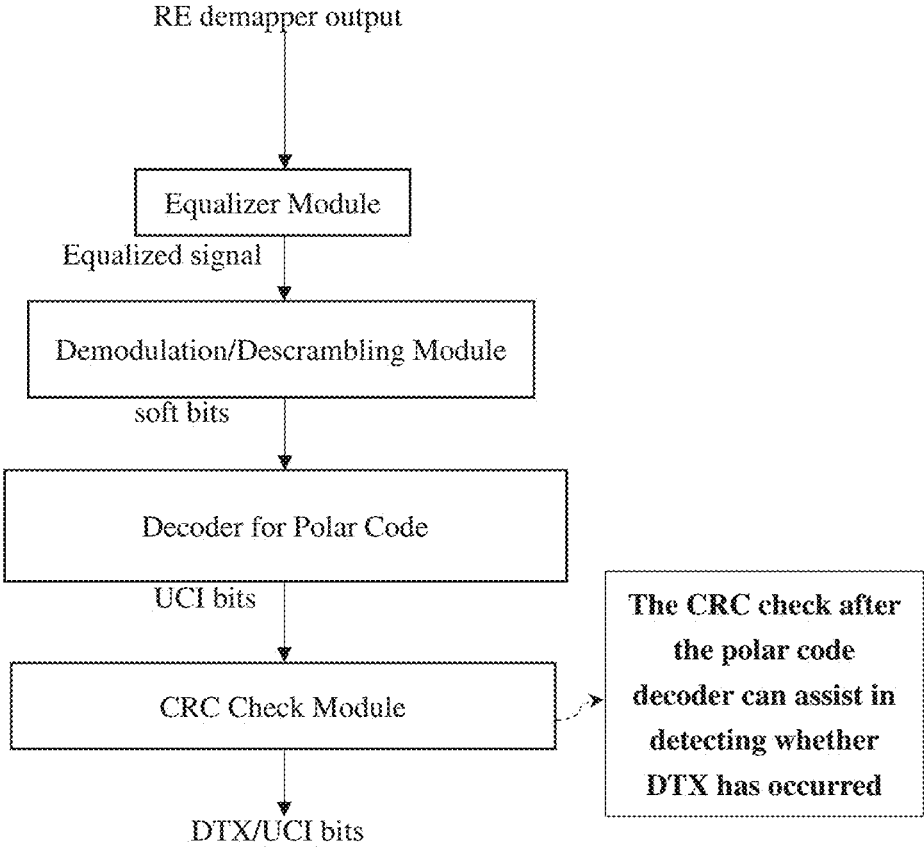 RE demapper output
Equalizer Module
Equalized signal
Demodulation/Descrambling Module
soft bits
Decoder for Polar Code
UCI bits
CRC Check Module
The CRC check after
the polar code
decoder can assist in
detecting whether
DTX has occurred
DTX/UCI bits